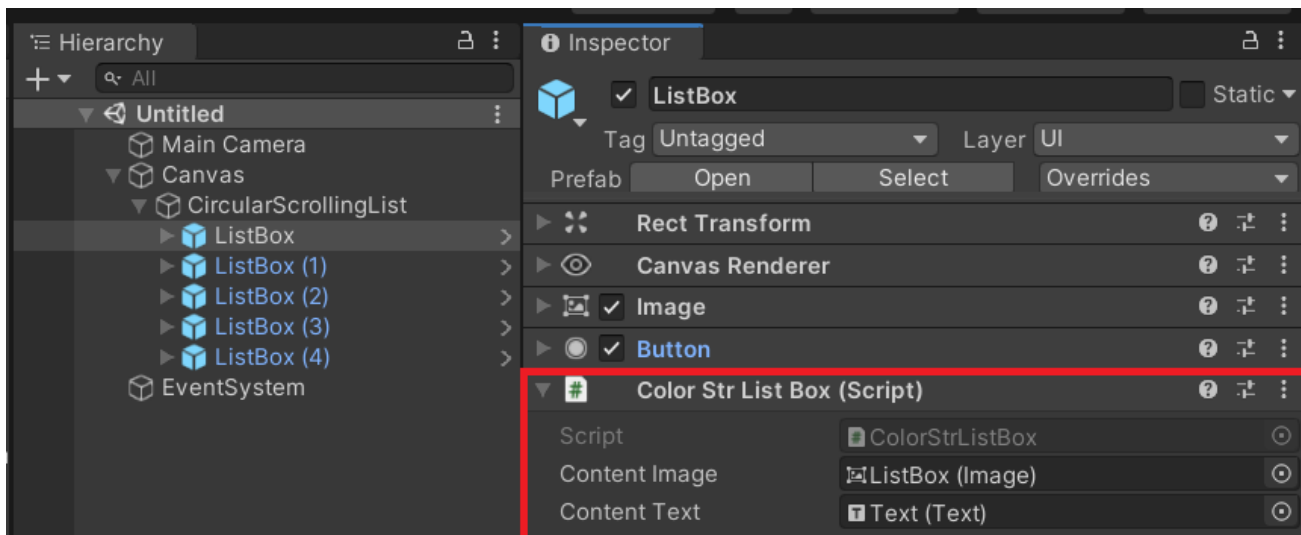 Hierarchy
All
Untitled
Main Camera
Canvas
CircularScrollingList
ListBox
ListBox (1)
ListBox (2)
ListBox (3)
ListBox (4)
EventSystem
Inspector
ListBox
Static
Tag Untagged Layer UI
Prefab Open Select Overrides
Rect Transform
Canvas Renderer
Image
Button
# Color Str List Box (Script)
Script ColorStrListBox
Content Image ListBox (Image)
Content Text Text (Text)